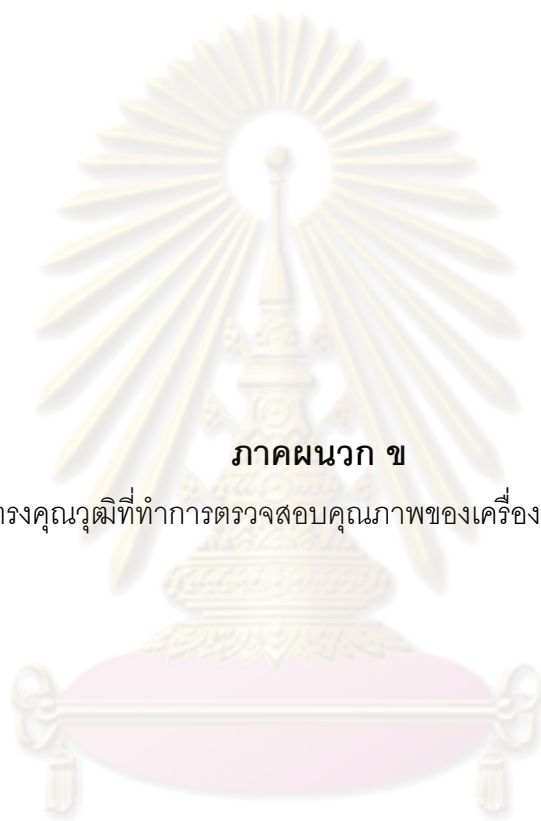 ภาคผนวก ข
ทรงคุณวุฒิที่ทำการตรวจสอบคุณภาพของเครื่อง